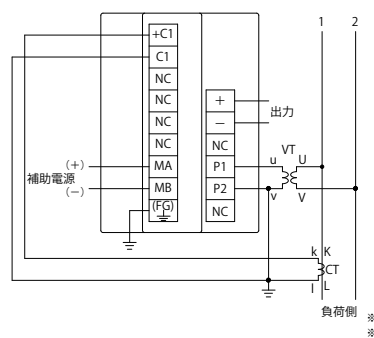 1 2
+C1
C1
NC
NC
NC
NC
MA
MB
(FG)
+
−
NC
P1
P2
NC
出力
(+)
補助電源
(−)
VT
u U
v V
k K
CT
l L
負荷側
※
※